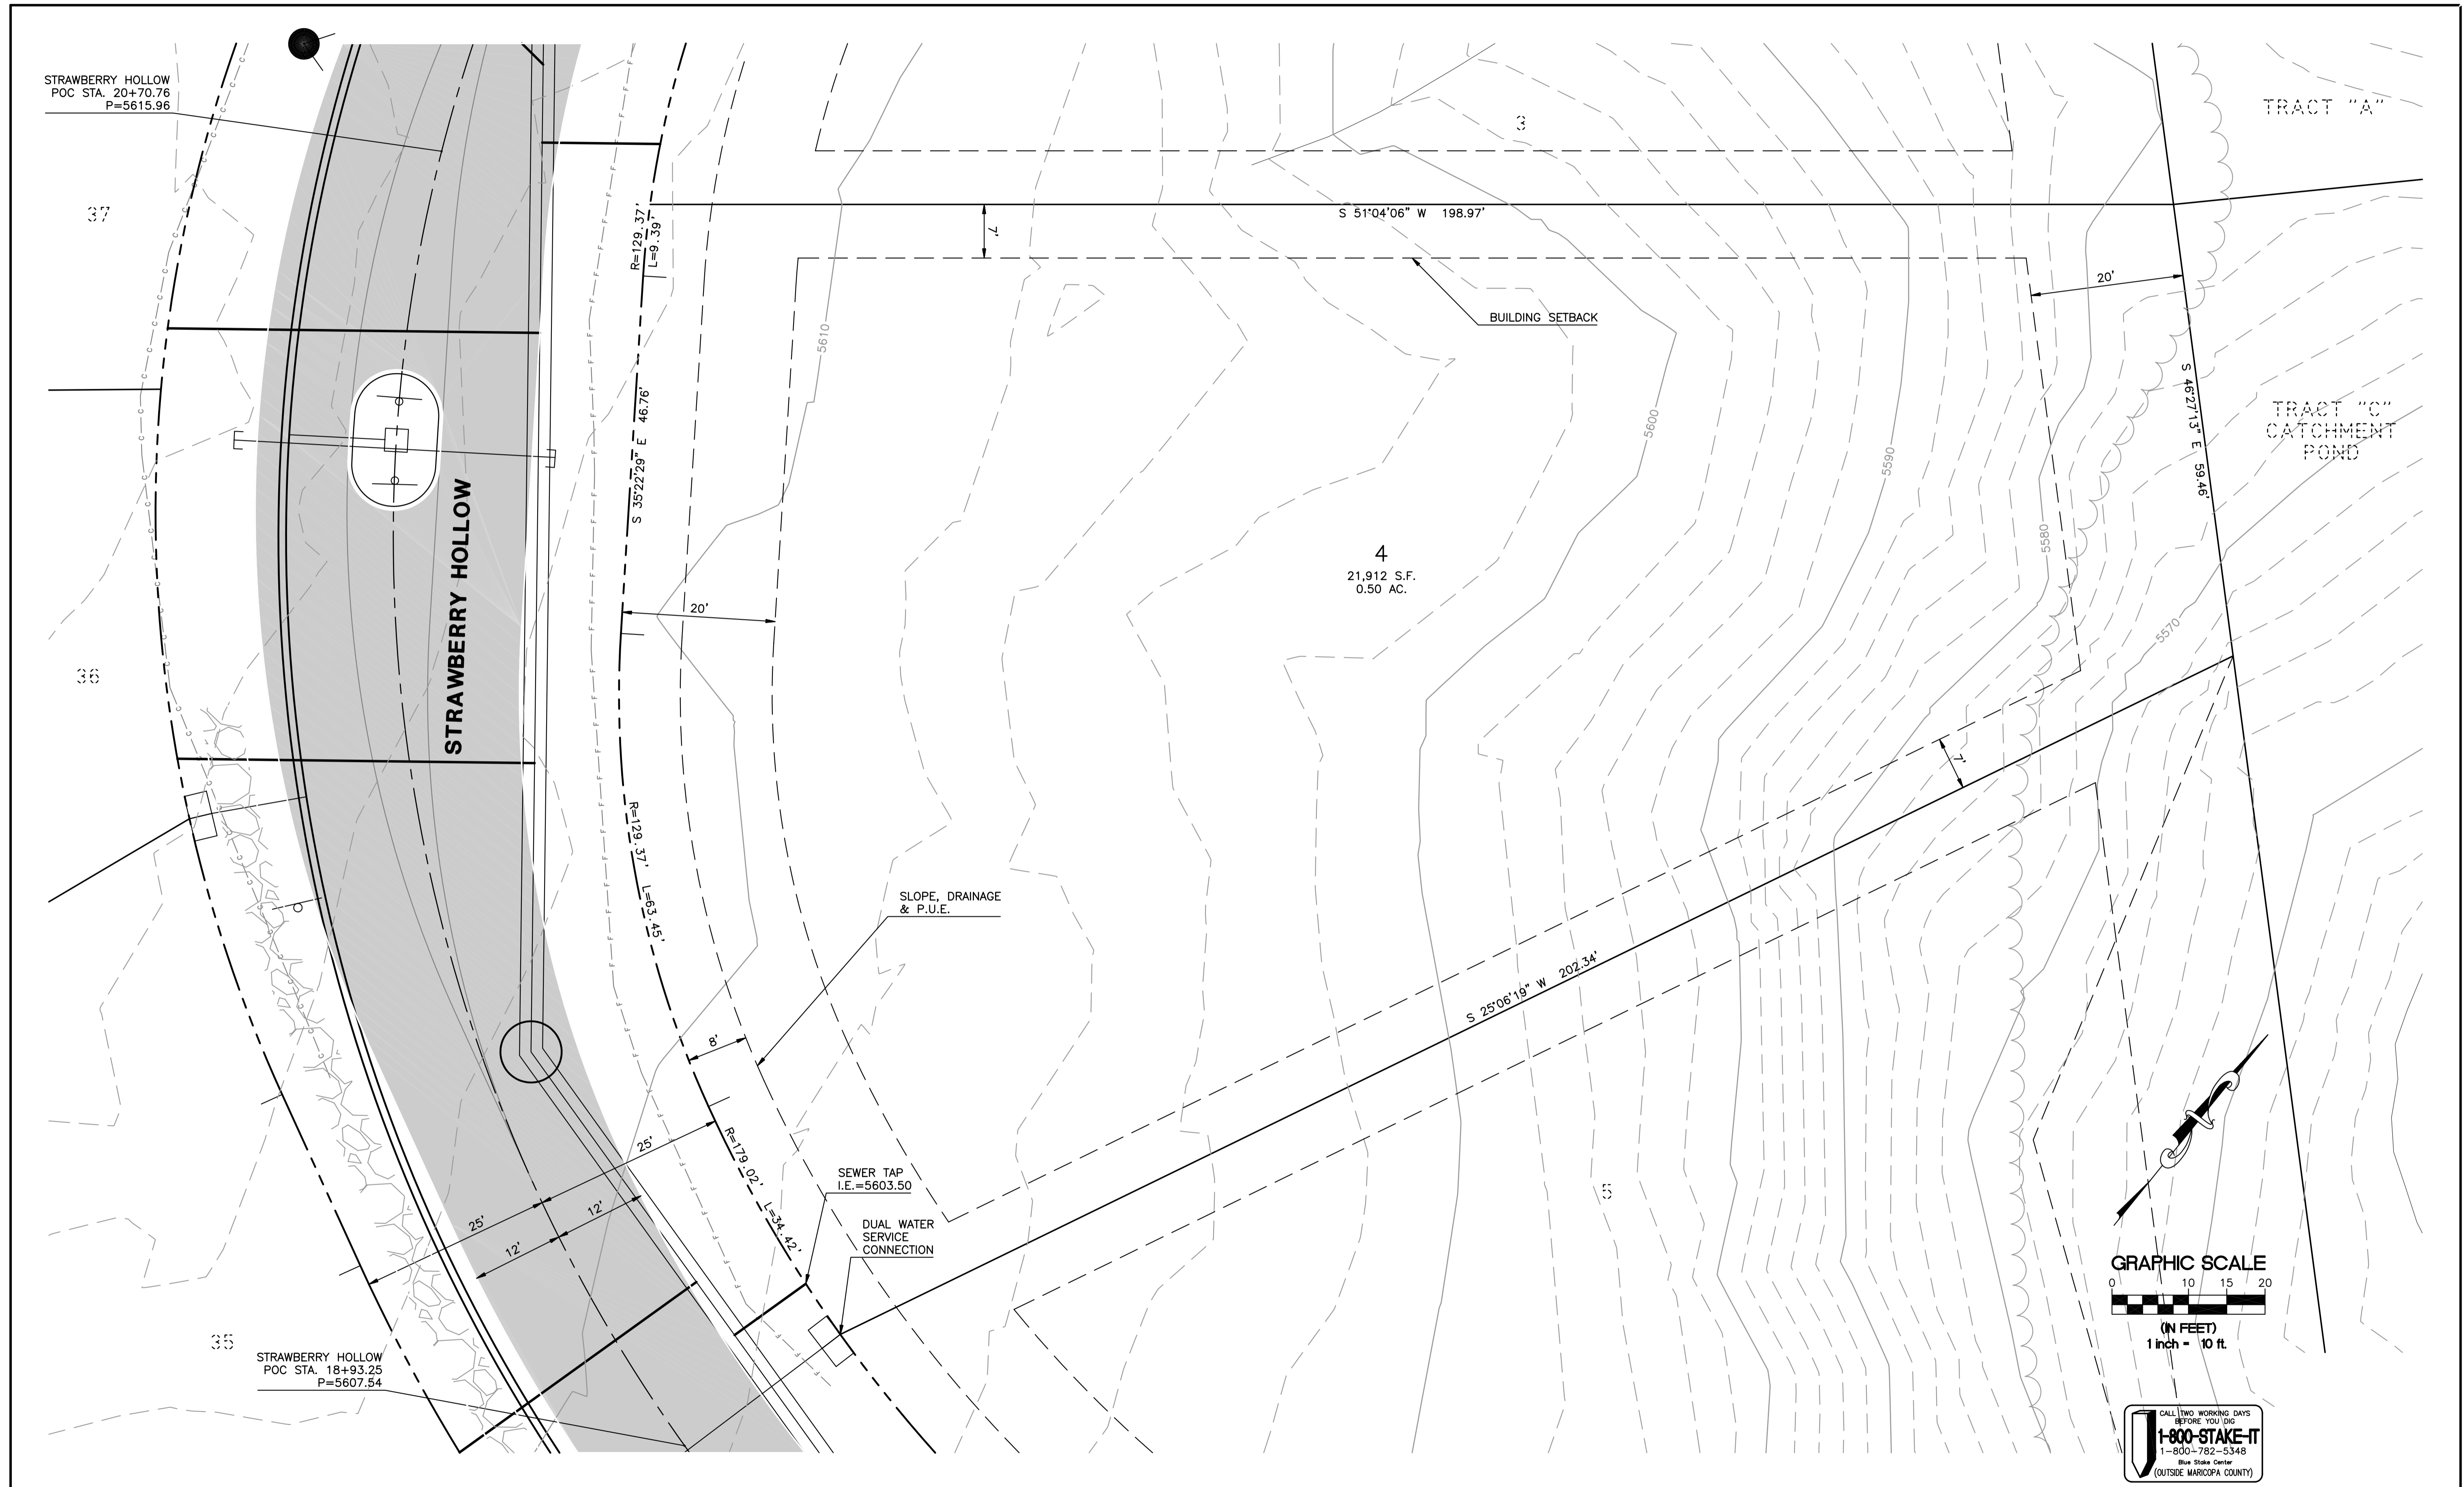 STRAWBERRY HOLLOW
POC STA. 20+70.76
P=5615.96
37
36
35
STRAWBERRY HOLLOW
3
TRACT "A"
S 51°04'06" W 198.97'
7'
R=129.37'
L=9.39'
BUILDING SETBACK
20'
5610
5600
5590
5580
5570
S 46°27'13" E 59.46'
TRACT "C"
CATCHMENT
POND
S 35°22'29" E 46.76'
4
21,912 S.F.
0.50 AC.
20'
7'
R=129.37' L=63.45'
SLOPE, DRAINAGE
& P.U.E.
S 25°06'19" W 202.34'
8'
25'
R=179.02' L=34.42'
SEWER TAP
I.E.=5603.50
12'
25'
12'
DUAL WATER
SERVICE
CONNECTION
5
STRAWBERRY HOLLOW
POC STA. 18+93.25
P=5607.54
GRAPHIC SCALE
0 10 15 20
(IN FEET)
1 inch = 10 ft.
CALL TWO WORKING DAYS
BEFORE YOU DIG
1-800-STAKE-IT
1-800-782-5348
Blue Stake Center
(OUTSIDE MARICOPA COUNTY)
F F F F F F F F
C C C C C C C C